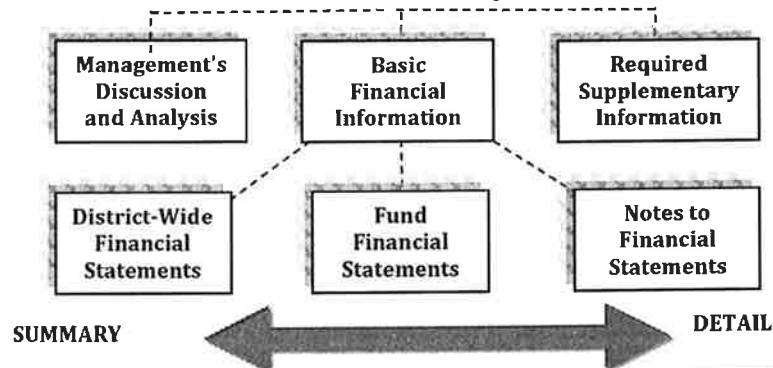 Management's
Discussion
and Analysis
Basic
Financial
Information
Required
Supplementary
Information
District-Wide
Financial
Statements
Fund
Financial
Statements
Notes to
Financial
Statements
SUMMARY
DETAIL